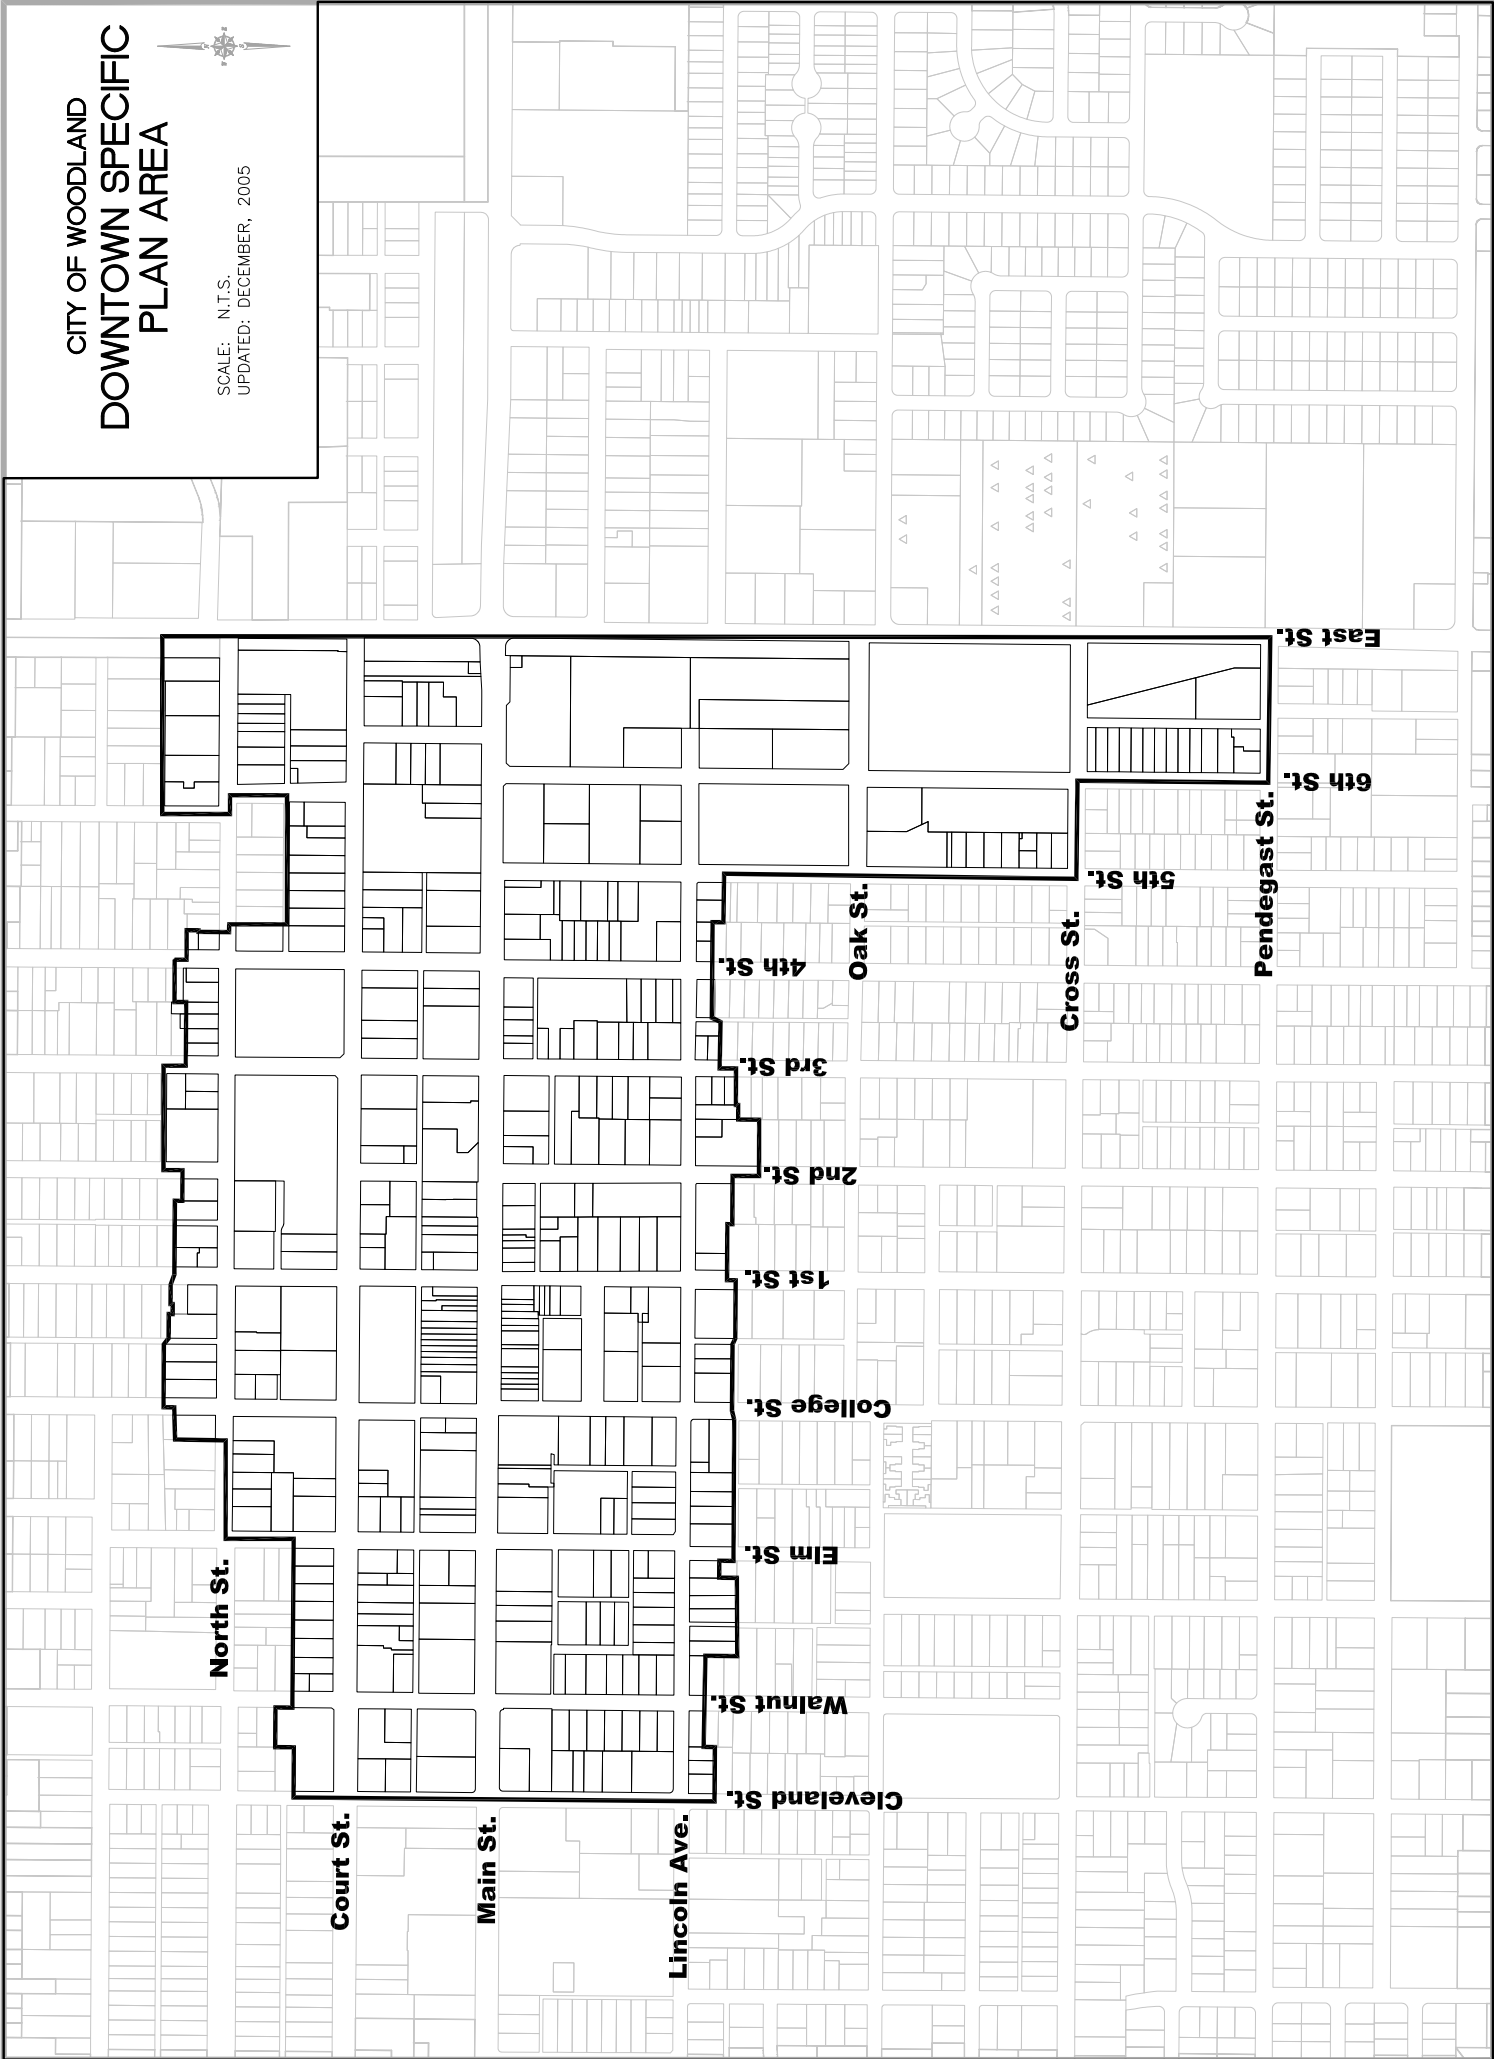 CITY OF WOODLAND
DOWNTOWN SPECIFIC
PLAN AREA
SCALE: N.T.S.
UPDATED: DECEMBER, 2005
North St.
Court St.
Main St.
Lincoln Ave.
Oak St.
Cross St.
Pendegast St.
Cleveland St.
Walnut St.
Elm St.
College St.
1st St.
2nd St.
3rd St.
4th St.
5th St.
6th St.
East St.